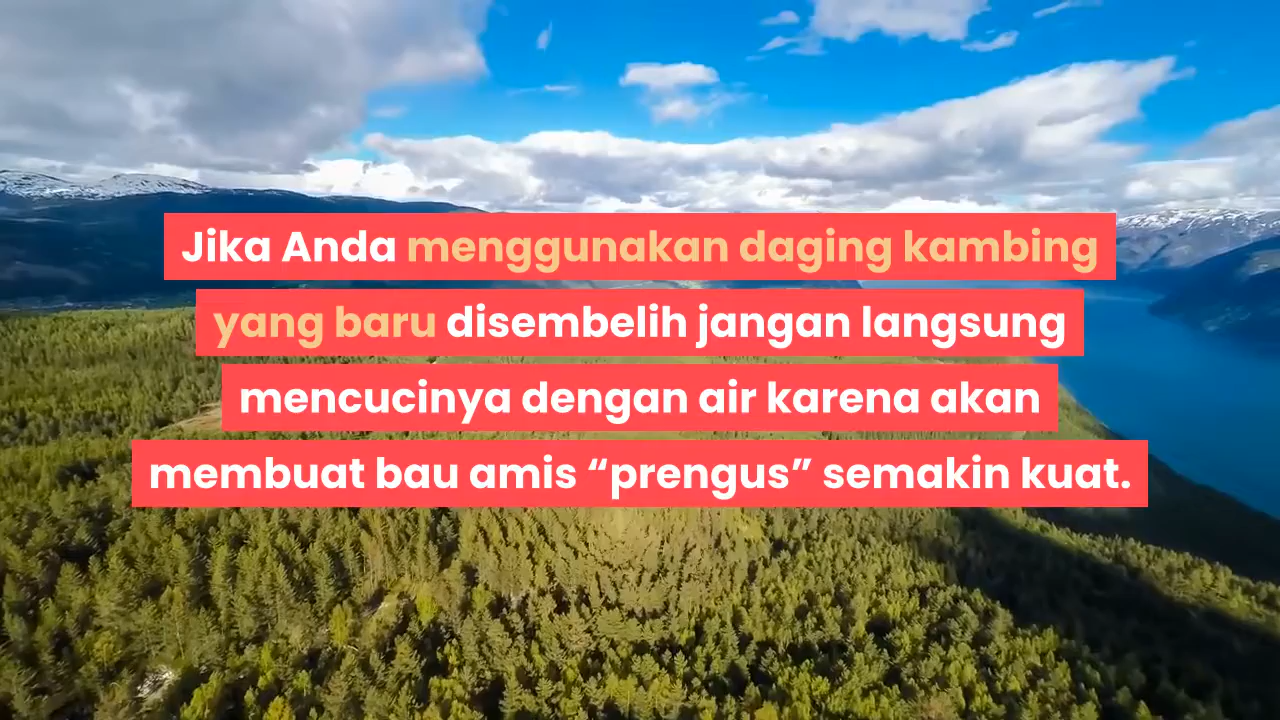 Jika Anda menggunakan daging kambing
yang baru disembelih jangan langsung
mencucinya dengan air karena akan
membuat bau amis “prengus” semakin kuat.